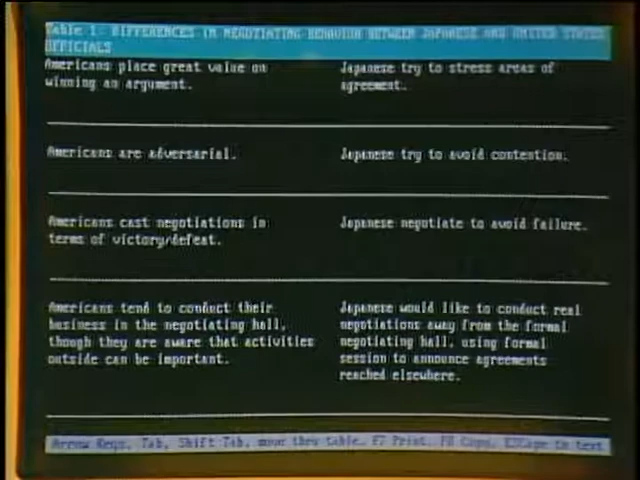 Table 1: DIFFERENCES IN NEGOTIATING BEHAVIOR BETWEEN JAPANESE AND UNITED STATES
OFFICIALS
Americans place great value on
winning an argument.
Japanese try to stress areas of
agreement.
Americans are adversarial.
Japanese try to avoid contention.
Americans cast negotiations in
terms of victory/defeat.
Japanese negotiate to avoid failure.
Americans tend to conduct their
business in the negotiating hall,
though they are aware that activities
outside can be important.
Japanese would like to conduct real
negotiations away from the formal
negotiating hall, using formal
session to announce agreements
reached elsewhere.
Arrow Keys, Tab, Shift Tab, move thru table. F7 Print, F8 Copy, ESCape to text